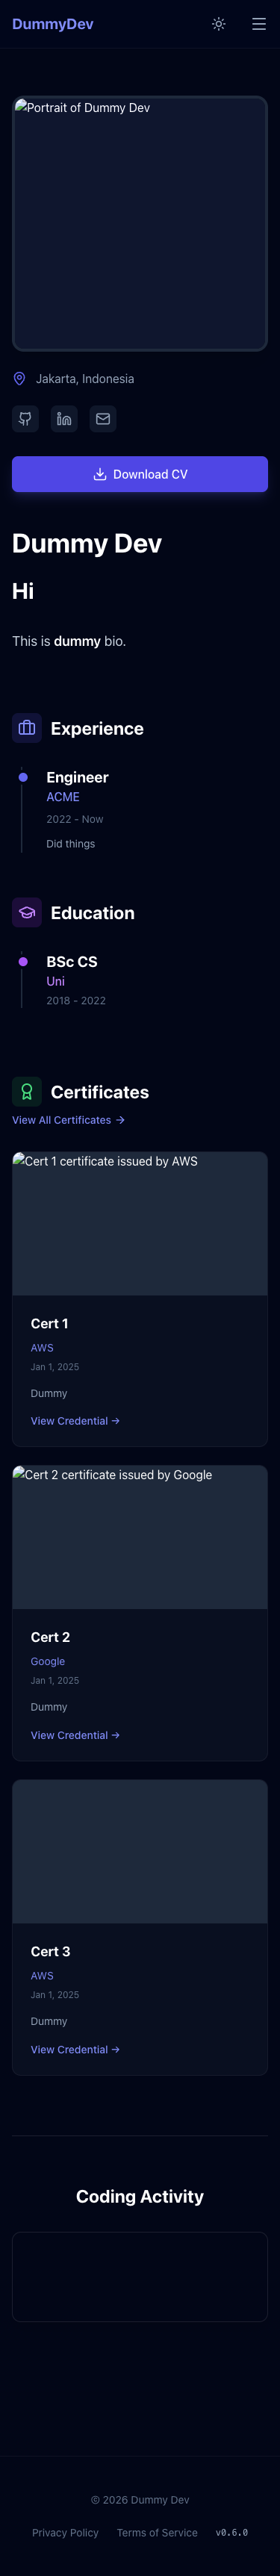 DummyDev
Portrait of Dummy Dev
Jakarta, Indonesia
Download CV
Dummy Dev
Hi
This is dummy bio.
Experience
Engineer
ACME
2022 - Now
Did things
Education
BSc CS
Uni
2018 - 2022
Certificates
View All Certificates →
Cert 1 certificate issued by AWS
Cert 1
AWS
Jan 1, 2025
Dummy
View Credential →
Cert 2 certificate issued by Google
Cert 2
Google
Jan 1, 2025
Dummy
View Credential →
Cert 3
AWS
Jan 1, 2025
Dummy
View Credential →
Coding Activity
© 2026 Dummy Dev
Privacy Policy Terms of Service v0.6.0